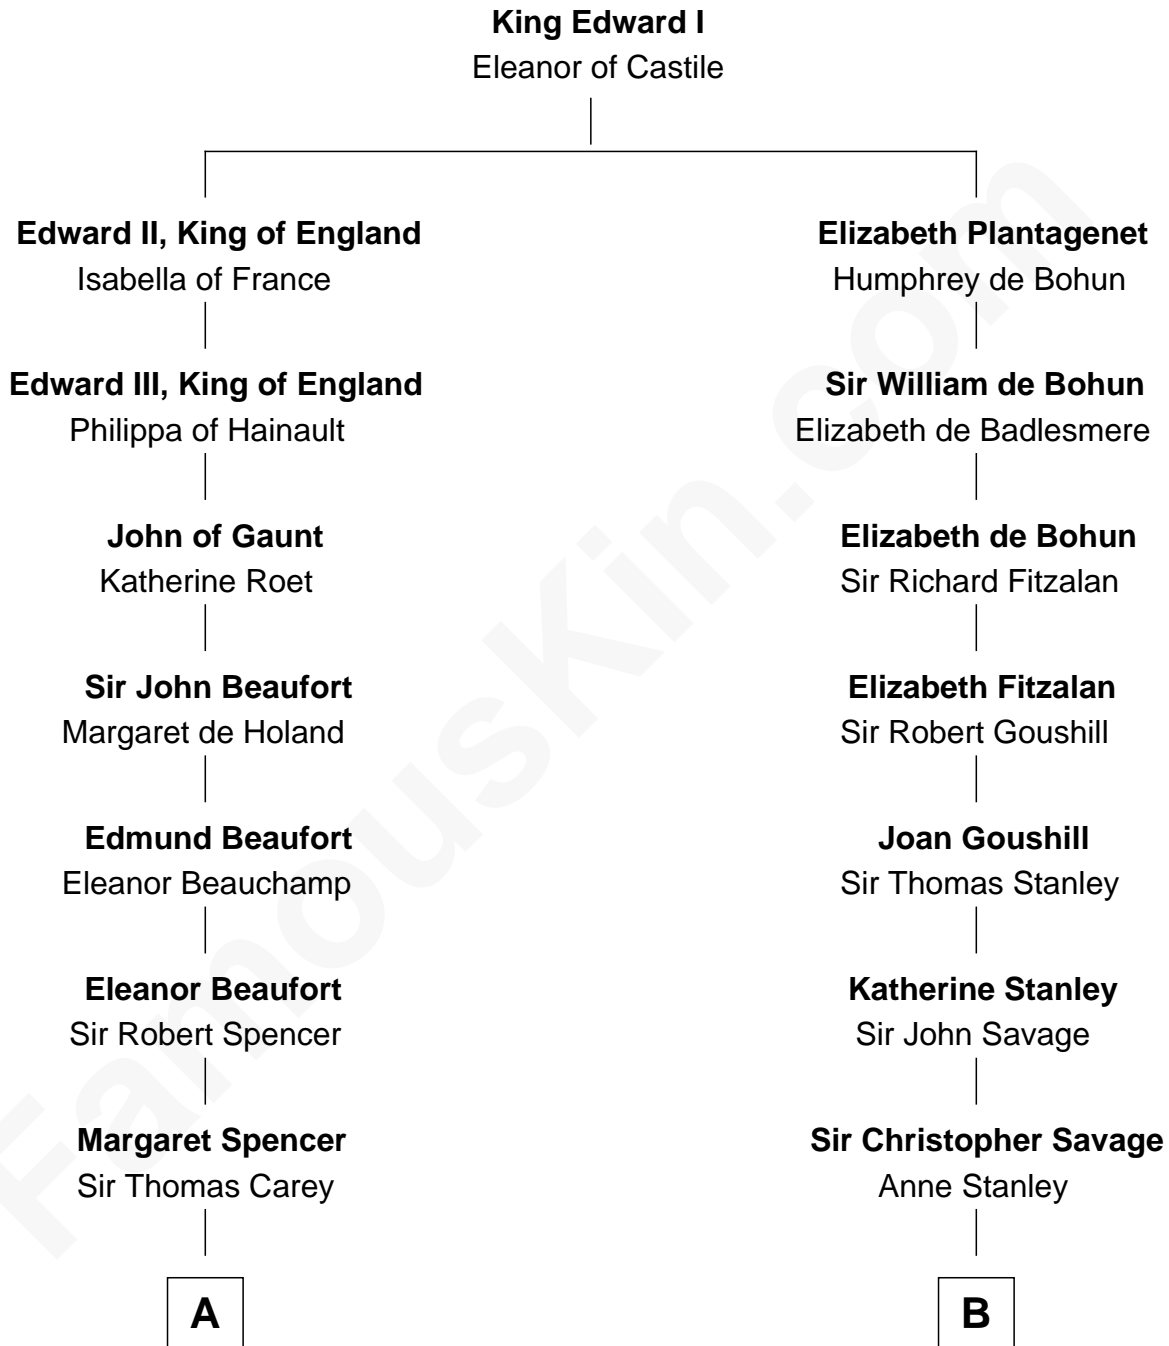 King Edward I
Eleanor of Castile
Edward II, King of England
Isabella of France
Elizabeth Plantagenet
Humphrey de Bohun
Edward III, King of England
Philippa of Hainault
Sir William de Bohun
Elizabeth de Badlesmere
John of Gaunt
Katherine Roet
Elizabeth de Bohun
Sir Richard Fitzalan
Sir John Beaufort
Margaret de Holand
Elizabeth Fitzalan
Sir Robert Goushill
Edmund Beaufort
Eleanor Beauchamp
Joan Goushill
Sir Thomas Stanley
Eleanor Beaufort
Sir Robert Spencer
Katherine Stanley
Sir John Savage
Margaret Spencer
Sir Thomas Carey
Sir Christopher Savage
Anne Stanley
A
B
FamousKin.com